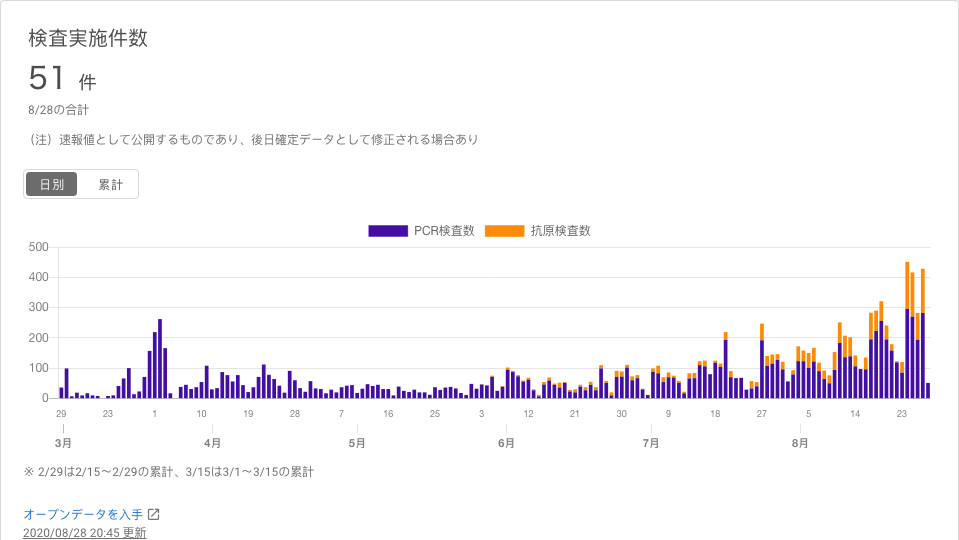 検査実施件数
51 件
8/28の合計
（注）速報値として公開するものであり、後日確定データとして修正される場合あり
日別 累計
PCR検査数 抗原検査数
500
400
300
200
100
0
29 23 1 10 19 28 7 16 25 3 12 21 30 9 18 27 5 14 23
3月 4月 5月 6月 7月 8月
※ 2/29は2/15〜2/29の累計、3/15は3/1〜3/15の累計
オープンデータを入手
2020/08/28 20:45 更新